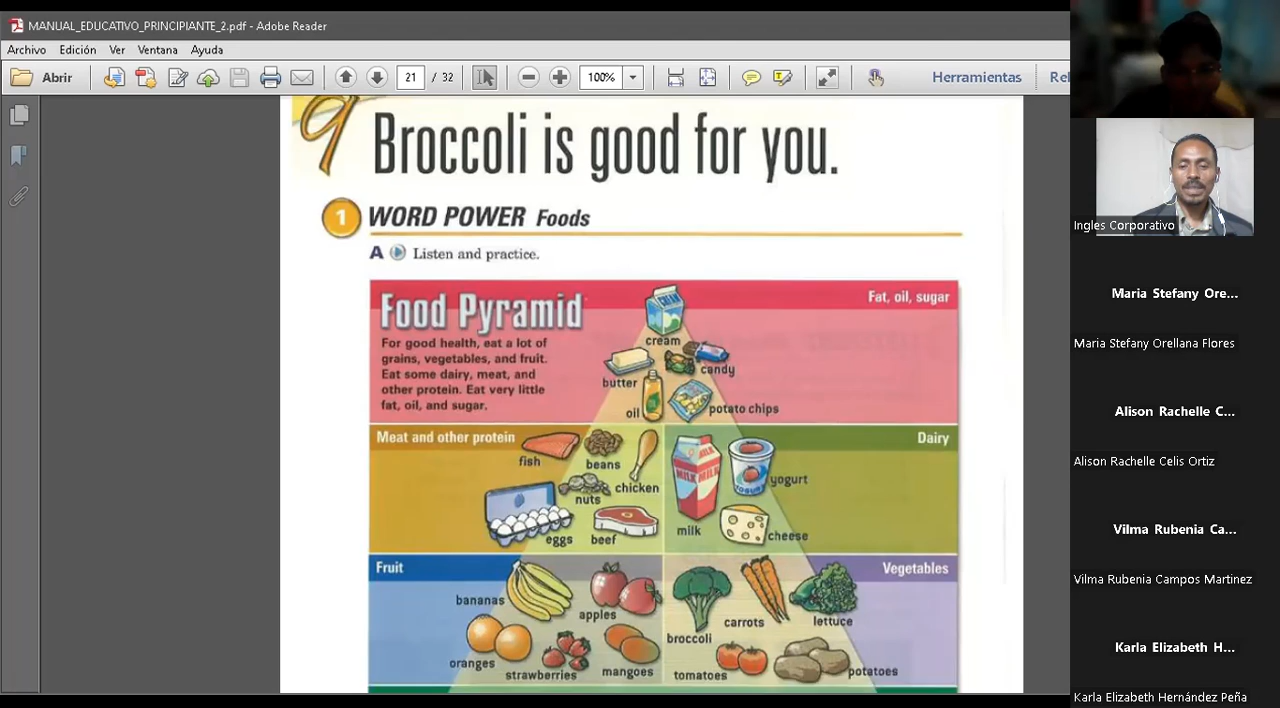 MANUAL_EDUCATIVO_PRINCIPIANTE_2.pdf - Adobe Reader
Archivo Edición Ver Ventana Ayuda
Abrir 21 / 32 100% Herramientas
9 Broccoli is good for you.
1 WORD POWER Foods
A Listen and practice.
Food Pyramid
Fat, oil, sugar
For good health, eat a lot of
grains, vegetables, and fruit.
Eat some dairy, meat, and
other protein. Eat very little
fat, oil, and sugar.
CREAM
cream
butter
candy
oil
potato chips
Meat and other protein
fish
beans
chicken
nuts
eggs
beef
Dairy
MILK
MILK
YOGURT
yogurt
milk
cheese
Fruit
bananas
apples
oranges
strawberries
mangoes
Vegetables
broccoli
carrots
lettuce
tomatoes
potatoes
Ingles Corporativo
Maria Stefany Ore...
Maria Stefany Orellana Flores
Alison Rachelle C...
Alison Rachelle Celis Ortiz
Vilma Rubenia Ca...
Vilma Rubenia Campos Martinez
Karla Elizabeth H...
Karla Elizabeth Hernández Peña